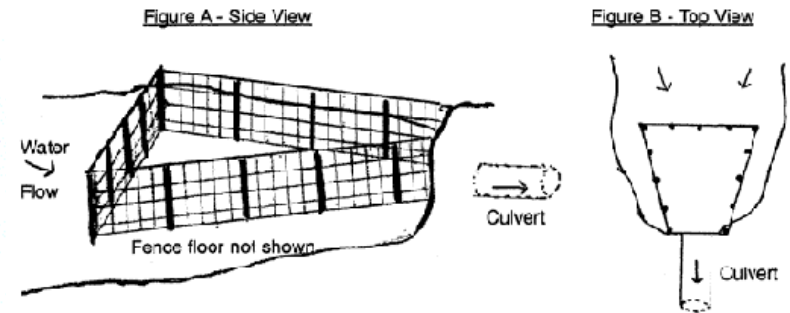 Figure A - Side View
Figure B - Top View
Water
Flow
Culvert
Fence floor not shown
Culvert